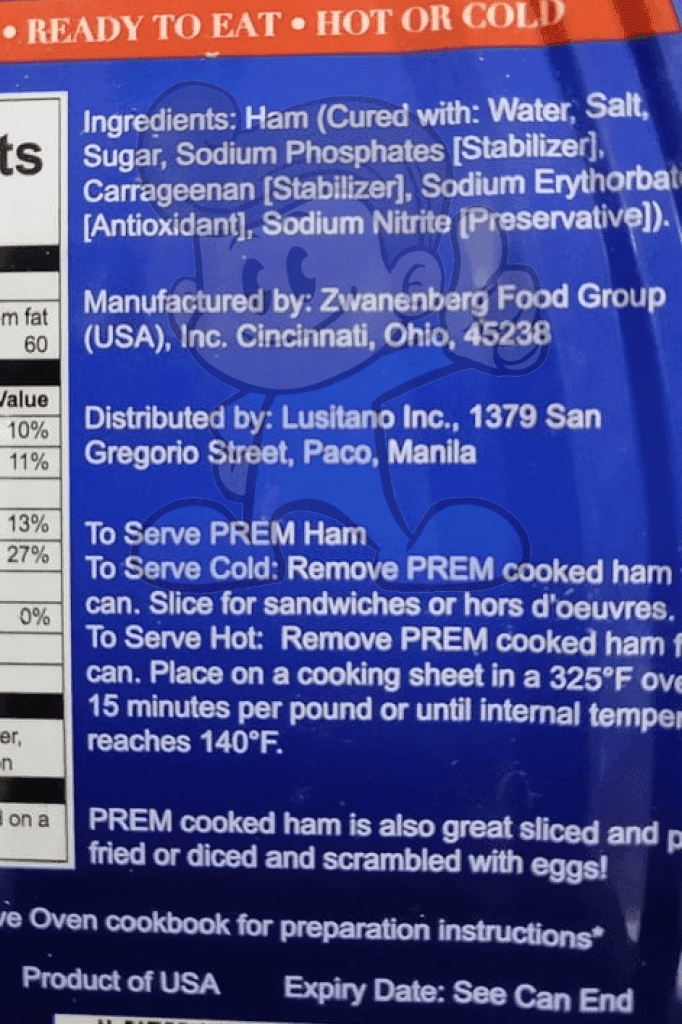 • READY TO EAT • HOT OR COLD
ts
m fat
60
Value
10%
11%
13%
27%
0%
er,
on a
Ingredients: Ham (Cured with: Water, Salt,
Sugar, Sodium Phosphates [Stabilizer],
Carrageenan [Stabilizer], Sodium Erythorbat
[Antioxidant], Sodium Nitrite [Preservative]).
Manufactured by: Zwanenberg Food Group
(USA), Inc. Cincinnati, Ohio, 45238
Distributed by: Lusitano Inc., 1379 San
Gregorio Street, Paco, Manila
To Serve PREM Ham
To Serve Cold: Remove PREM cooked ham
can. Slice for sandwiches or hors d'oeuvres.
To Serve Hot: Remove PREM cooked ham f
can. Place on a cooking sheet in a 325°F ove
15 minutes per pound or until internal temper
reaches 140°F.
PREM cooked ham is also great sliced and p
fried or diced and scrambled with eggs!
ve Oven cookbook for preparation instructions*
Product of USA Expiry Date: See Can End